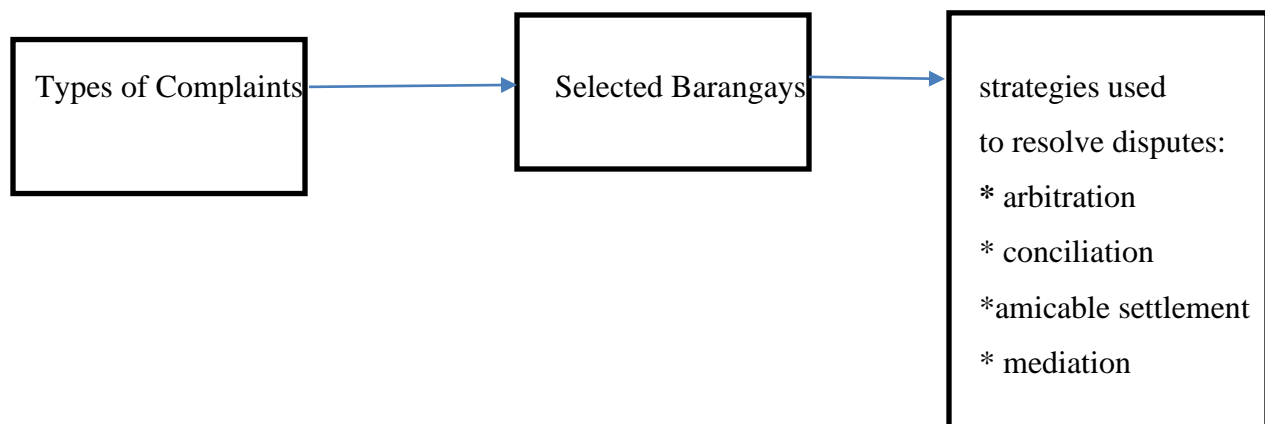 Types of Complaints
Selected Barangays
strategies used
to resolve disputes:
* arbitration
* conciliation
*amicable settlement
* mediation